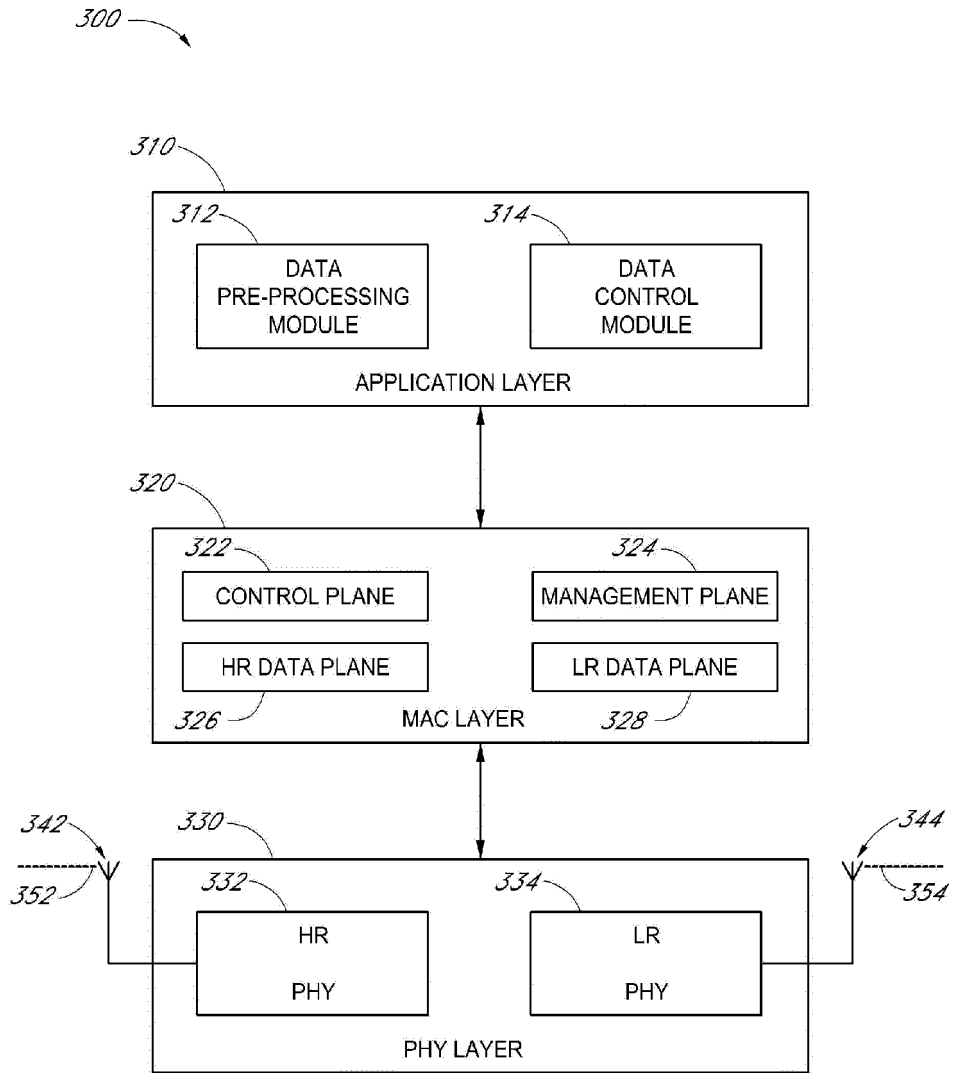 300
310
312
314
DATA
PRE-PROCESSING
MODULE
DATA
CONTROL
MODULE
APPLICATION LAYER
320
322
324
CONTROL PLANE
MANAGEMENT PLANE
HR DATA PLANE
LR DATA PLANE
326
MAC LAYER
328
342
330
344
352
332
334
354
HR
PHY
LR
PHY
PHY LAYER